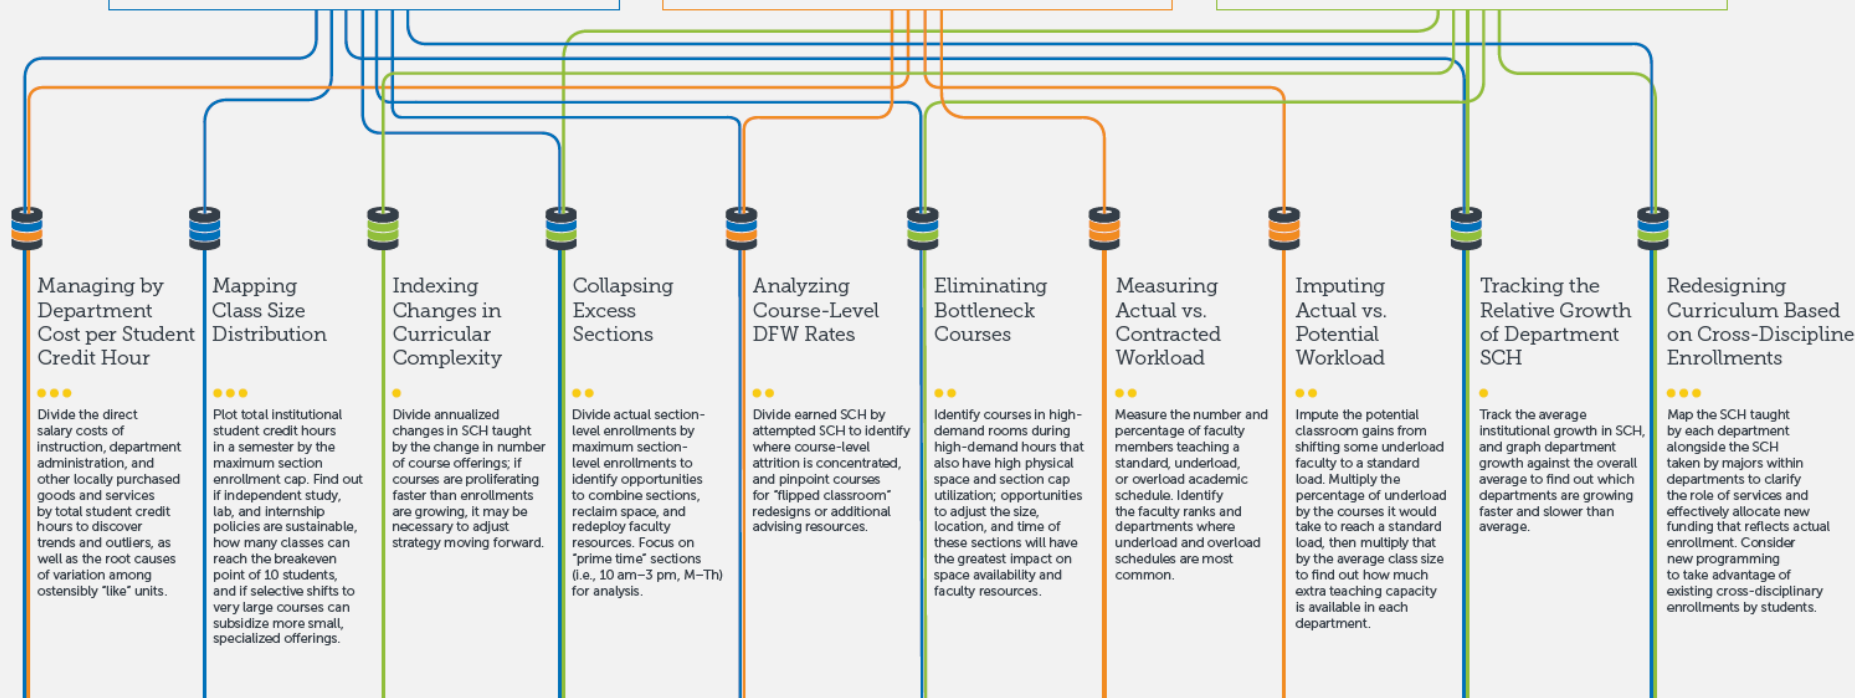 Managing by
Department
Cost per Student
Credit Hour
Divide the direct
salary costs of
instruction, department
administration, and
other locally purchased
goods and services
by total student credit
hours to discover
trends and outliers, as
well as the root causes
of variation among
ostensibly “like” units.
Mapping
Class Size
Distribution
Plot total institutional
student credit hours
in a semester by the
maximum section
enrollment cap. Find out
if independent study,
lab, and internship
policies are sustainable,
how many classes can
reach the breakeven
point of 10 students,
and if selective shifts to
very large courses can
subsidize more small,
specialized offerings.
Indexing
Changes in
Curricular
Complexity
Divide annualized
changes in SCH taught
by the change in number
of course offerings; if
courses are proliferating
faster than enrollments
are growing, it may be
necessary to adjust
strategy moving forward.
Collapsing
Excess
Sections
Divide actual section-
level enrollments by
maximum section-
level enrollments to
identify opportunities
to combine sections,
reclaim space, and
redeploy faculty
resources. Focus on
“prime time” sections
(i.e., 10 am–3 pm, M–Th)
for analysis.
Analyzing
Course-Level
DFW Rates
Divide earned SCH by
attempted SCH to identify
where course-level
attrition is concentrated,
and pinpoint courses
for “flipped classroom”
redesigns or additional
advising resources.
Eliminating
Bottleneck
Courses
Identify courses in high-
demand rooms during
high-demand hours that
also have high physical
space and section cap
utilization; opportunities
to adjust the size,
location, and time of
these sections will have
the greatest impact on
space availability and
faculty resources.
Measuring
Actual vs.
Contracted
Workload
Measure the number and
percentage of faculty
members teaching a
standard, underload,
or overload academic
schedule. Identify
the faculty ranks and
departments where
underload and overload
schedules are most
common.
Imputing
Actual vs.
Potential
Workload
Impute the potential
classroom gains from
shifting some underload
faculty to a standard
load. Multiply the
percentage of underload
by the courses it would
take to reach a standard
load, then multiply that
by the average class size
to find out how much
extra teaching capacity
is available in each
department.
Tracking the
Relative Growth
of Department
SCH
Track the average
institutional growth in SCH,
and graph department
growth against the overall
average to find out which
departments are growing
faster and slower than
average.
Redesigning
Curriculum Based
on Cross-Discipline
Enrollments
Map the SCH taught
by each department
alongside the SCH
taken by majors within
departments to clarify
the role of services and
effectively allocate new
funding that reflects actual
enrollment. Consider
new programming
to take advantage of
existing cross-disciplinary
enrollments by students.